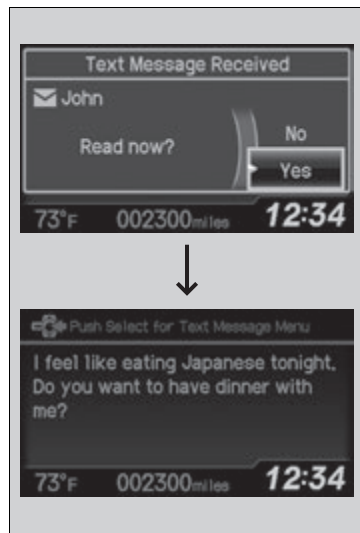 Text Message Received
John
Read now?
No
Yes
73°F 002300miles 12:34
Push Select for Text Message Menu
I feel like eating Japanese tonight.
Do you want to have dinner with
me?
73°F 002300miles 12:34